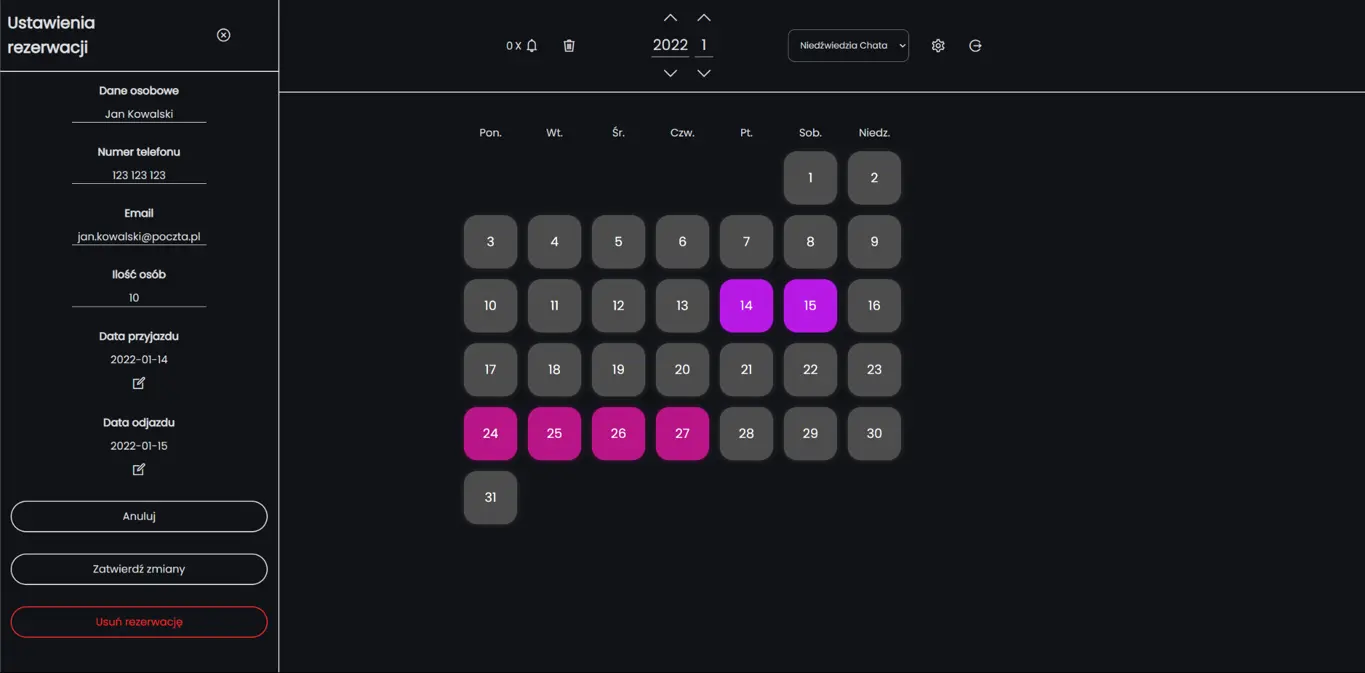 Ustawienia
rezerwacji
Dane osobowe
Jan Kowalski
Numer telefonu
123 123 123
Email
jan.kowalski@poczta.pl
Ilość osób
10
Data przyjazdu
2022-01-14
Data odjazdu
2022-01-15
Anuluj
Zatwierdź zmiany
Usuń rezerwację
0 X
2022 1
Niedźwiedzia Chata
Pon. Wt. Śr. Czw. Pt. Sob. Niedz.
1 2
3 4 5 6 7 8 9
10 11 12 13 14 15 16
17 18 19 20 21 22 23
24 25 26 27 28 29 30
31